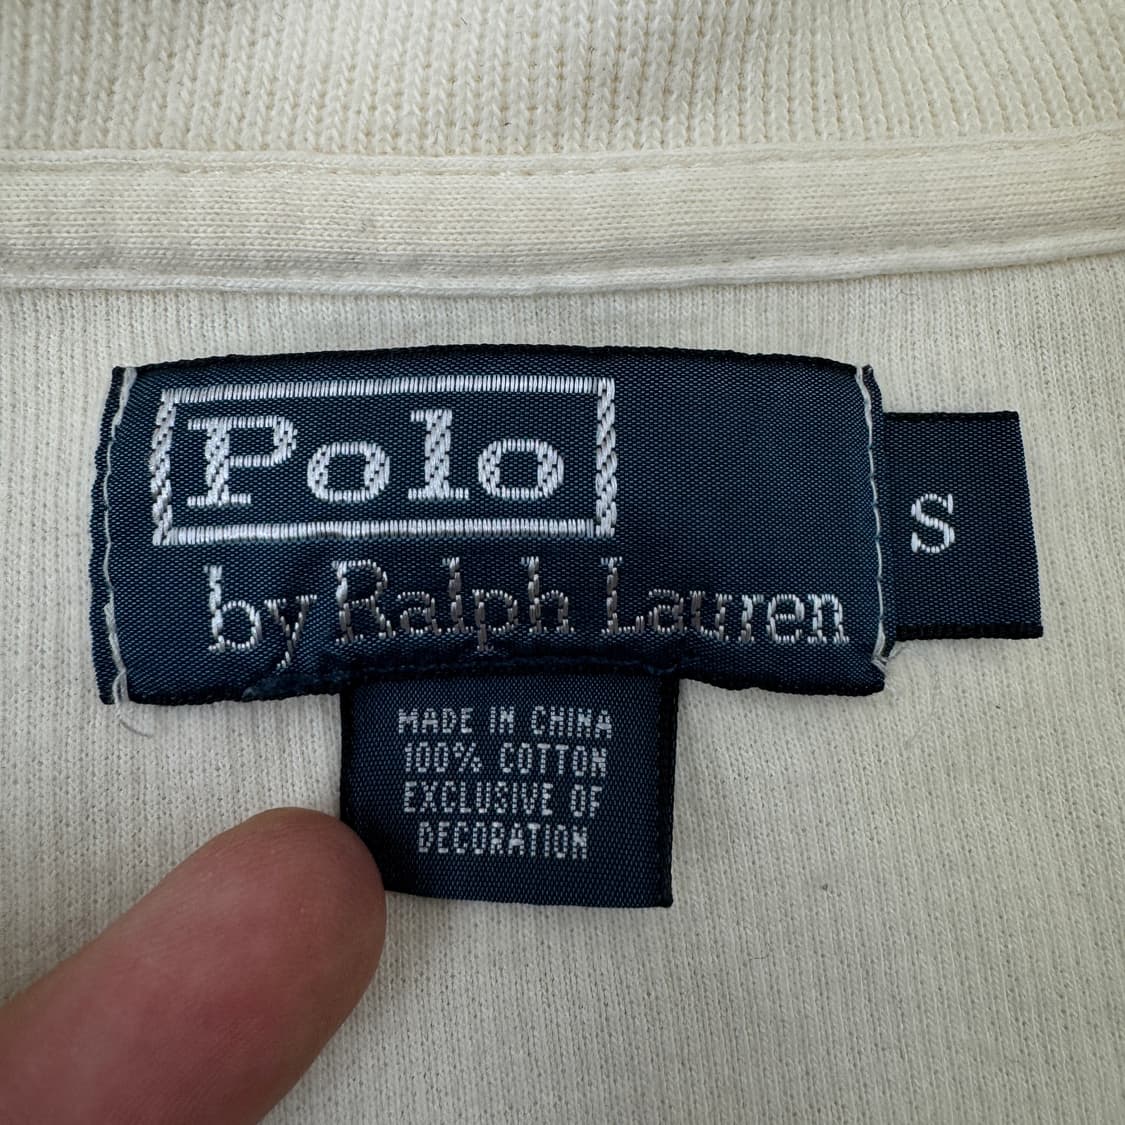 Polo
by Ralph Lauren
S
MADE IN CHINA
100% COTTON
EXCLUSIVE OF
DECORATION